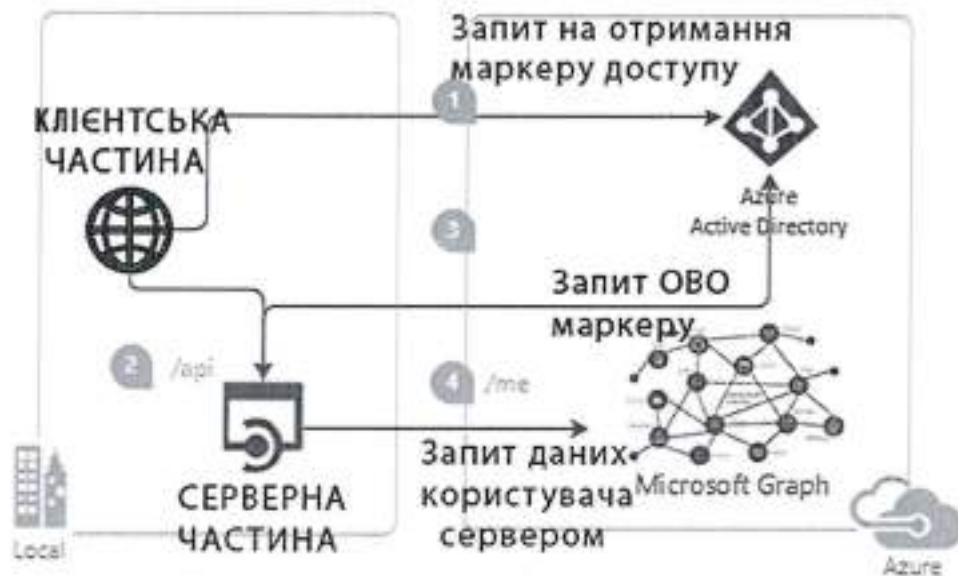 Запит на отримання
маркеру доступу
1
КЛІЄНТСЬКА
ЧАСТИНА
Azure
Active Directory
3
Запит ОВО
маркеру
2 /api
4 /me
Запит даних
користувача
сервером
Microsoft Graph
СЕРВЕРНА
ЧАСТИНА
Local
Azure